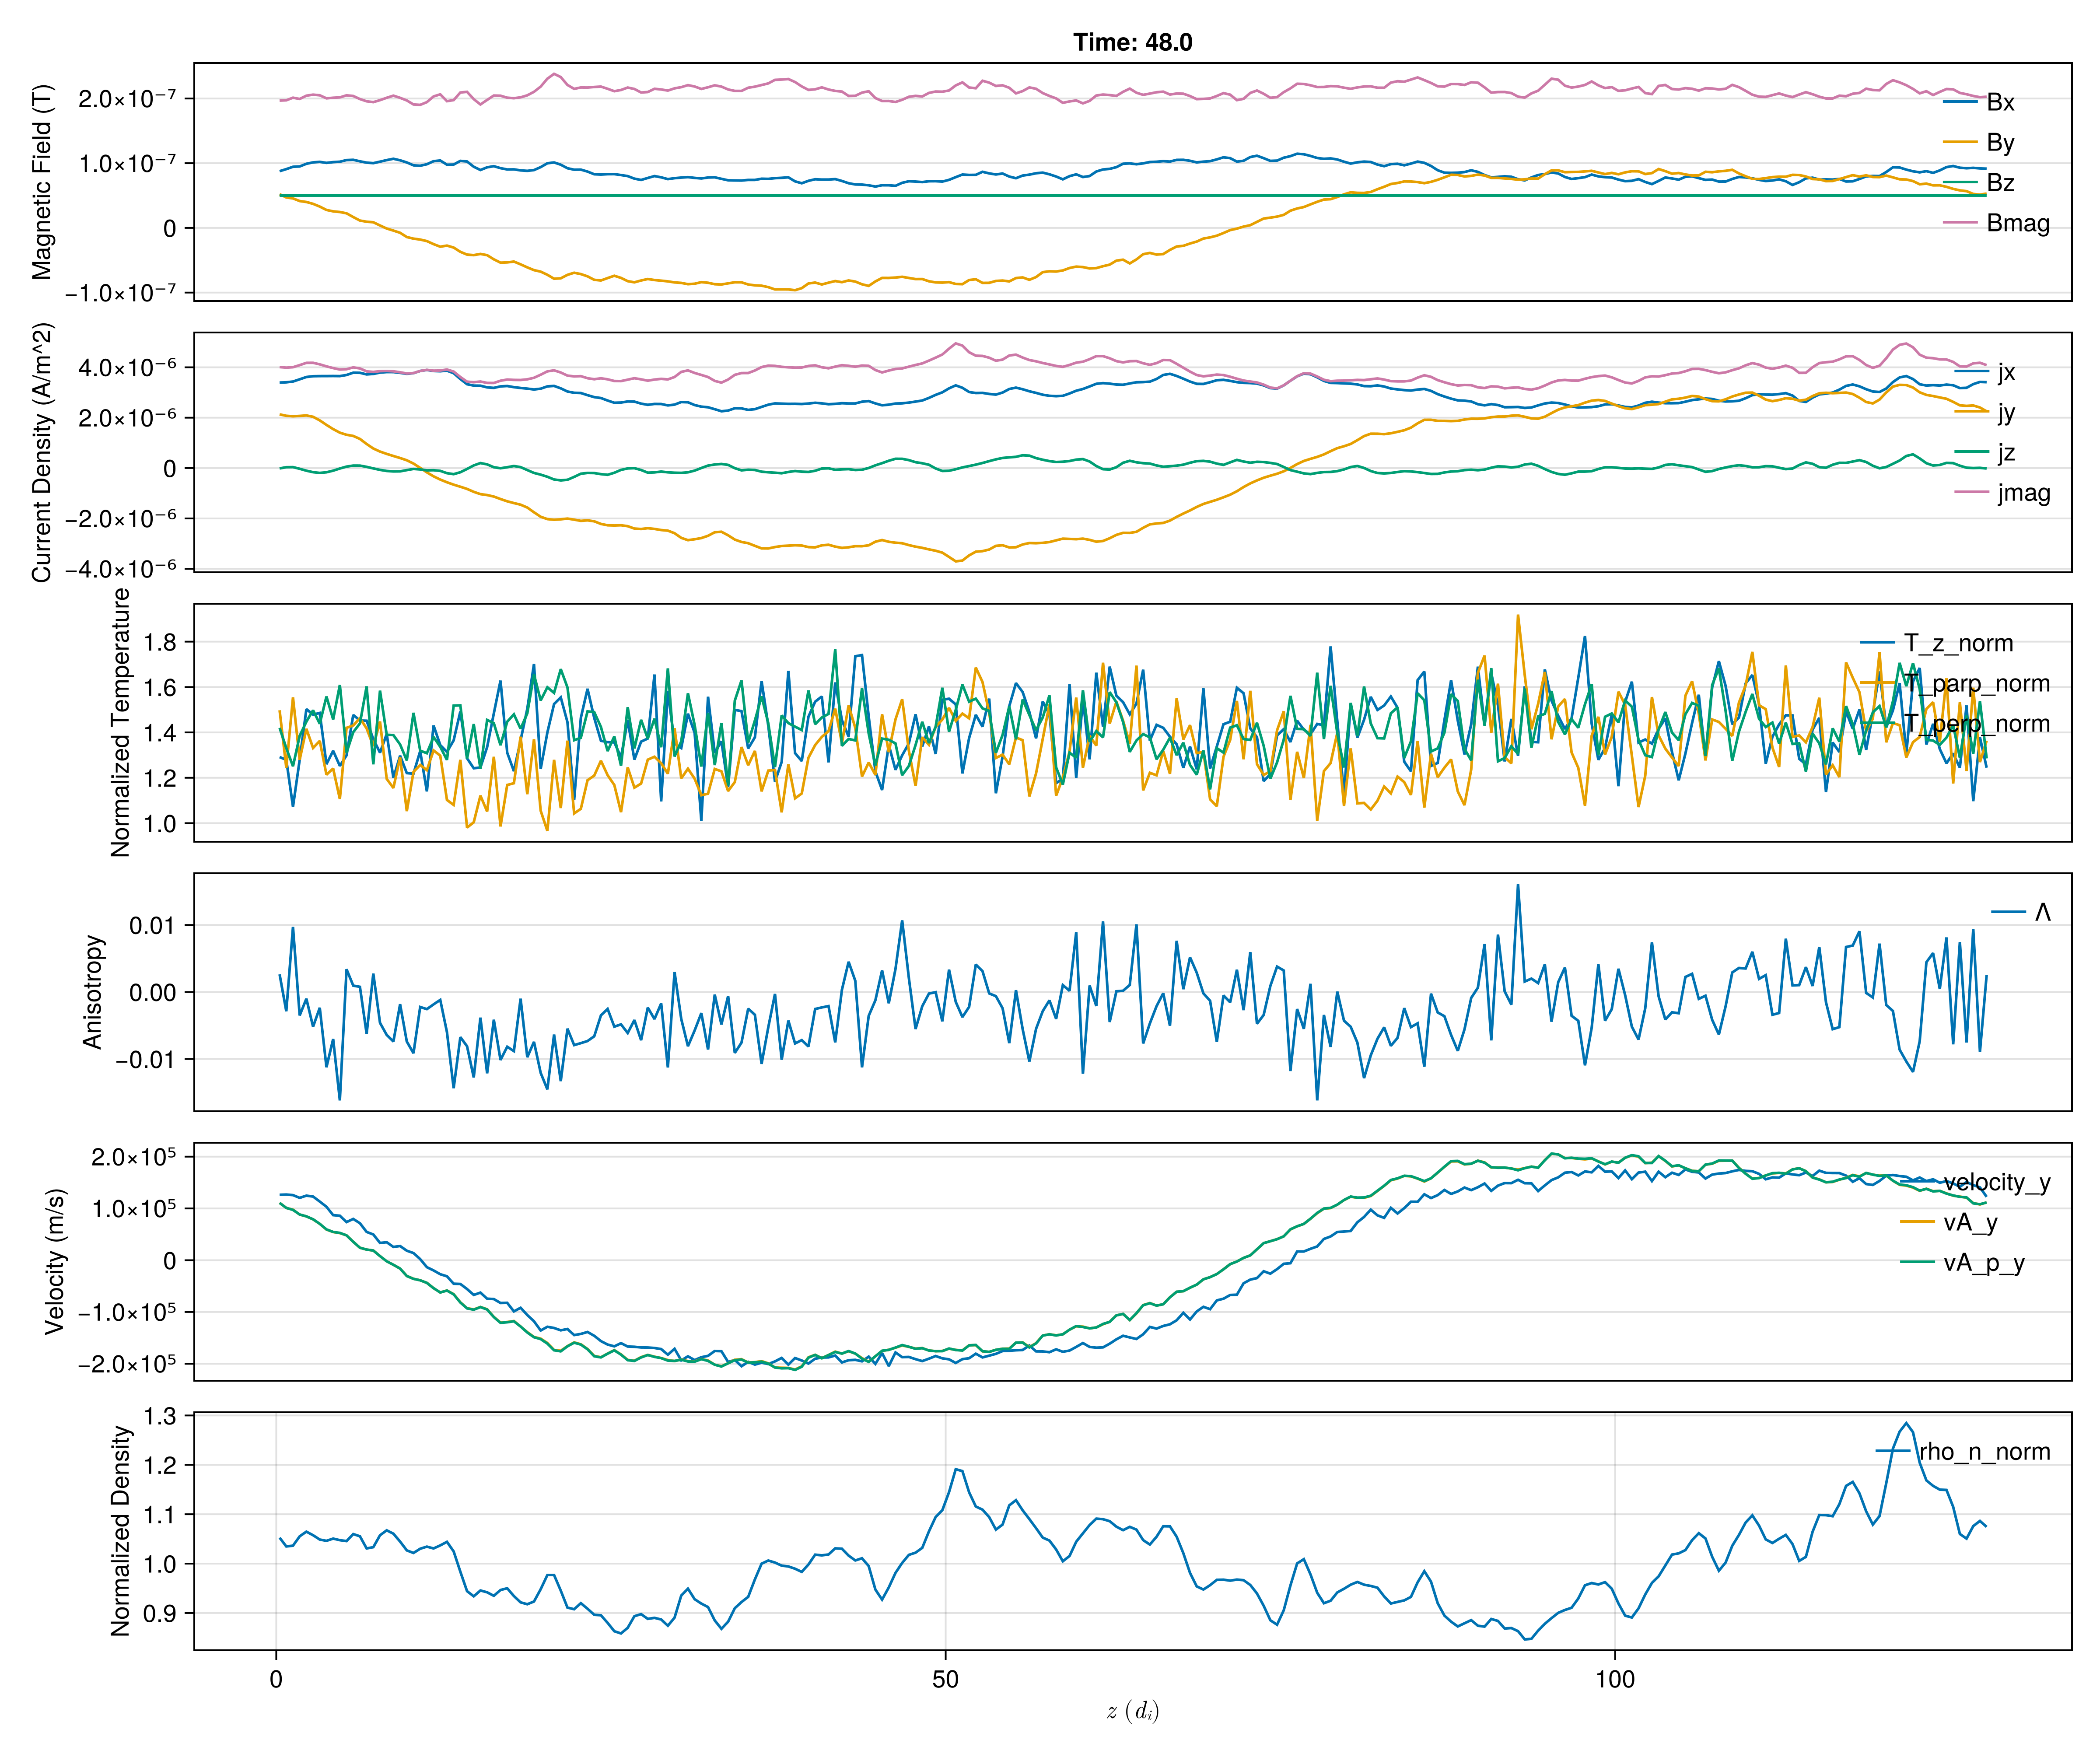 Time: 48.0
Magnetic Field (T)
2.0×10⁻⁷
1.0×10⁻⁷
0
−1.0×10⁻⁷
Bx
By
Bz
Bmag
Current Density (A/m^2)
4.0×10⁻⁶
2.0×10⁻⁶
0
−2.0×10⁻⁶
−4.0×10⁻⁶
jx
jy
jz
jmag
Normalized Temperature
1.8
1.6
1.4
1.2
1.0
T_z_norm
T_parp_norm
T_perp_norm
Anisotropy
0.01
0.00
−0.01
Λ
Velocity (m/s)
2.0×10⁵
1.0×10⁵
0
−1.0×10⁵
−2.0×10⁵
velocity_y
vA_y
vA_p_y
Normalized Density
1.3
1.2
1.1
1.0
0.9
rho_n_norm
0 50 100
z (dᵢ)